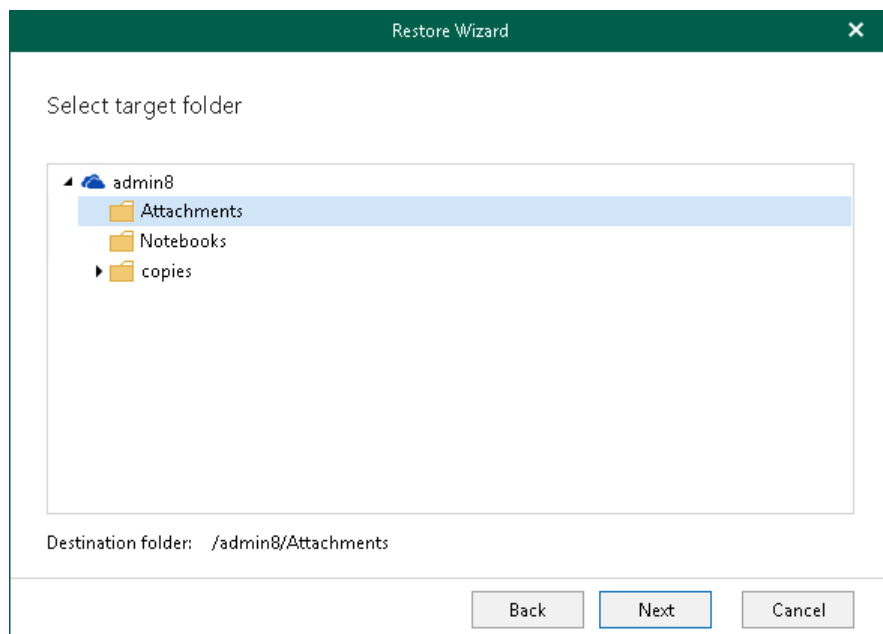 Restore Wizard
Select target folder
admin8
Attachments
Notebooks
copies
Destination folder: /admin8/Attachments
Back Next Cancel